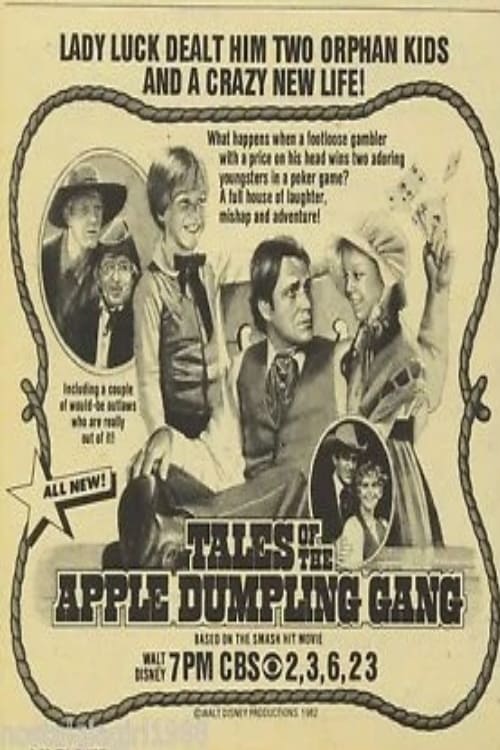 LADY LUCK DEALT HIM TWO ORPHAN KIDS
AND A CRAZY NEW LIFE!
What happens when a footloose gambler
with a price on his head wins two adoring
youngsters in a poker game?
A full house of laughter,
mishap and adventure!
Including a couple
of would-be outlaws
who are really
out of it!
ALL NEW!
TALES OF THE
APPLE DUMPLING GANG
BASED ON THE SMASH HIT MOVIE
WALT
DISNEY 7PM CBS 2,3,6,23
©WALT DISNEY PRODUCTIONS 1982